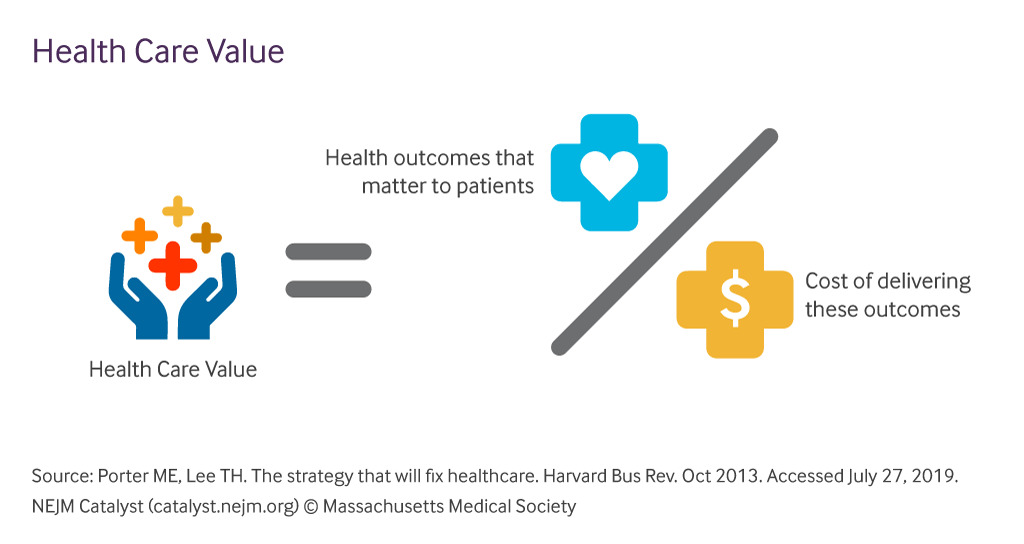 Health Care Value
Health outcomes that
matter to patients
$
Cost of delivering
these outcomes
Health Care Value
Source: Porter ME, Lee TH. The strategy that will fix healthcare. Harvard Bus Rev. Oct 2013. Accessed July 27, 2019.
NEJM Catalyst (catalyst.nejm.org) © Massachusetts Medical Society